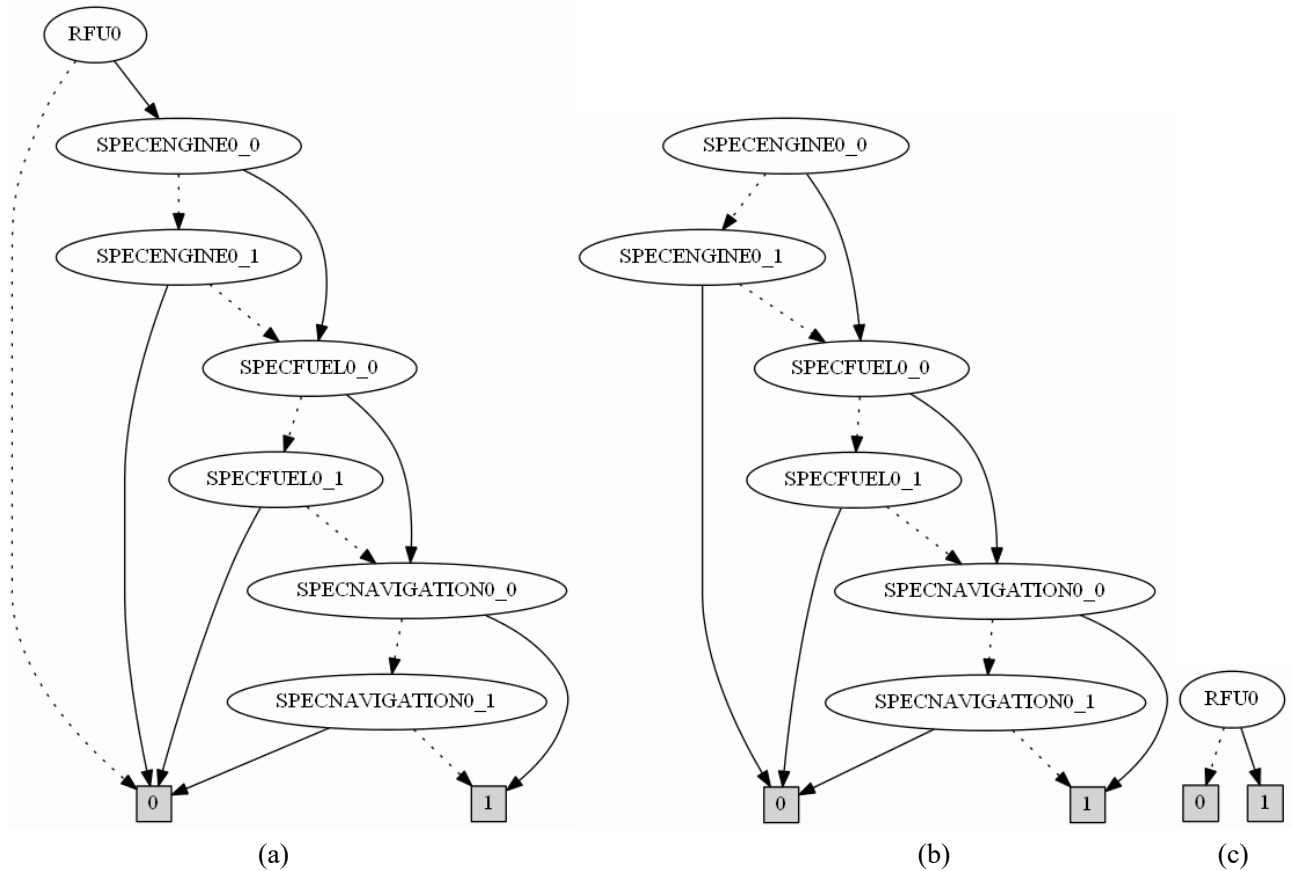 RFU0
SPECENGINE0_0
SPECENGINE0_1
SPECFUEL0_0
SPECFUEL0_1
SPECNAVIGATION0_0
SPECNAVIGATION0_1
0
1
(a)
SPECENGINE0_0
SPECENGINE0_1
SPECFUEL0_0
SPECFUEL0_1
SPECNAVIGATION0_0
SPECNAVIGATION0_1
0
1
(b)
RFU0
0
1
(c)